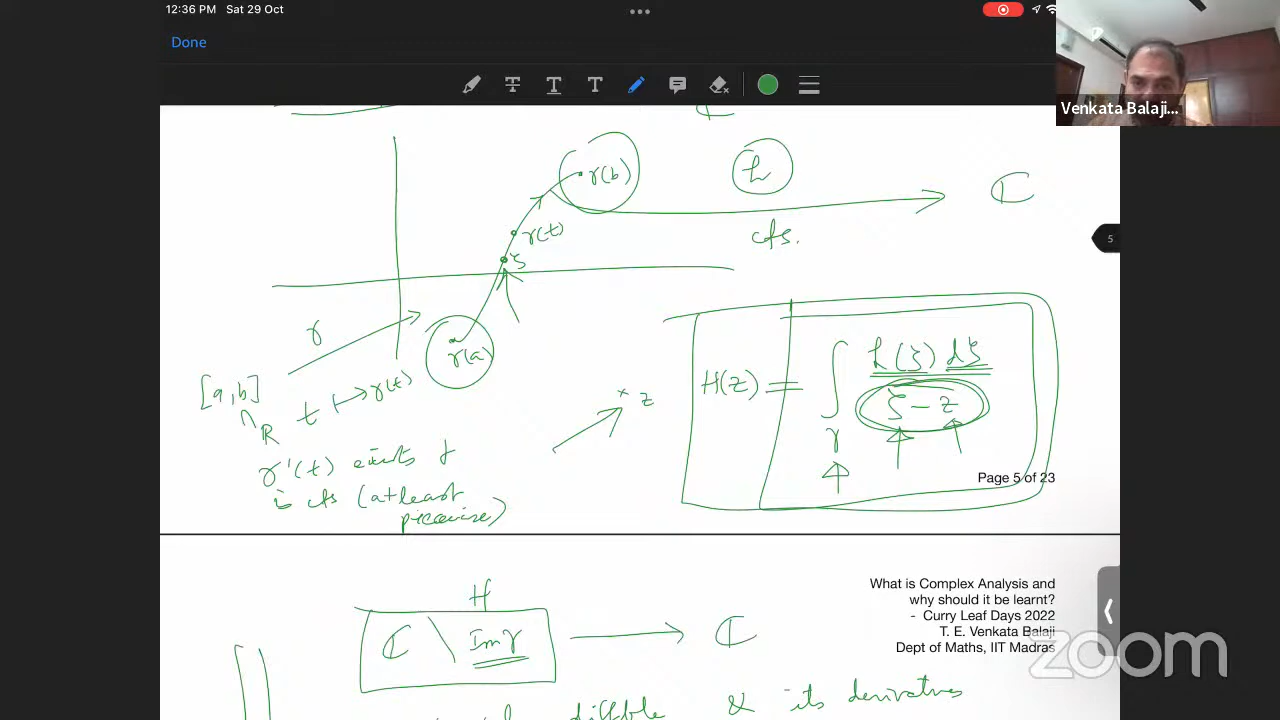 12:36 PM Sat 29 Oct
Done
Venkata Balaji...
ℂ
γ(b)
h
ℂ
γ(t)
cts.
ζ
γ
γ(a)
[a,b]
∩
ℝ
t ↦ γ(t)
z
H(z) = ∫γ h(ζ) dζ / ζ − z
γ'(t) exists &
is cts (atleast
piecewise)
5
Page 5 of 23
H
ℂ \ Imγ → ℂ
What is Complex Analysis and
why should it be learnt?
- Curry Leaf Days 2022
T. E. Venkata Balaji
Dept of Maths, IIT Madras
zoom
diffble & its derivatives